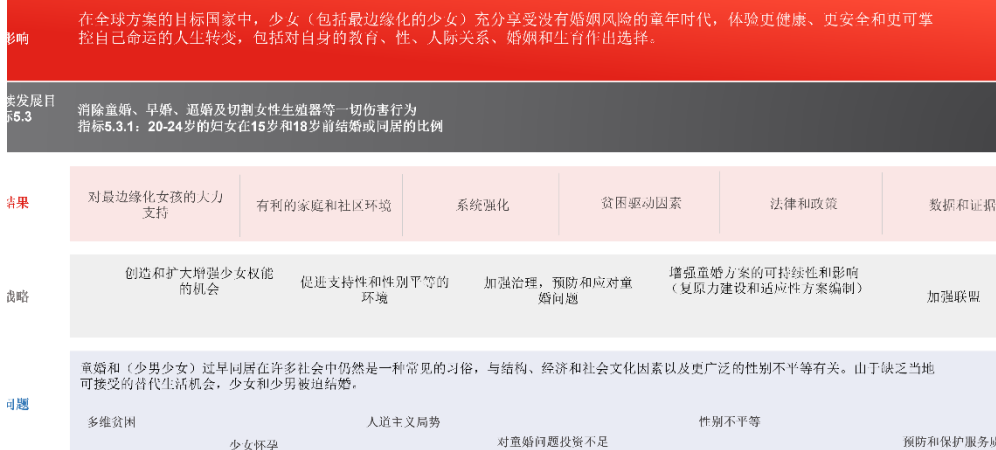 在全球方案的目标国家中，少女（包括最边缘化的少女）充分享受没有婚姻风险的童年时代，体验更健康、更安全和更可掌
影响
控自己命运的人生转变，包括对自身的教育、性、人际关系、婚姻和生育作出选择。
续发展目
标5.3
消除童婚、早婚、逼婚及切割女性生殖器等一切伤害行为
指标5.3.1：20-24岁的妇女在15岁和18岁前结婚或同居的比例
结果
对最边缘化女孩的大力
支持
有利的家庭和社区环境
系统强化
贫困驱动因素
法律和政策
数据和证据
战略
创造和扩大增强少女权能
的机会
促进支持性和性别平等的
环境
加强治理，预防和应对童
婚问题
增强童婚方案的可持续性和影响
（复原力建设和适应性方案编制）
加强联盟
问题
童婚和（少男少女）过早同居在许多社会中仍然是一种常见的习俗，与结构、经济和社会文化因素以及更广泛的性别不平等有关。由于缺乏当地
可接受的替代生活机会，少女和少男被迫结婚。
多维贫困
人道主义局势
性别不平等
少女怀孕
对童婚问题投资不足
预防和保护服务